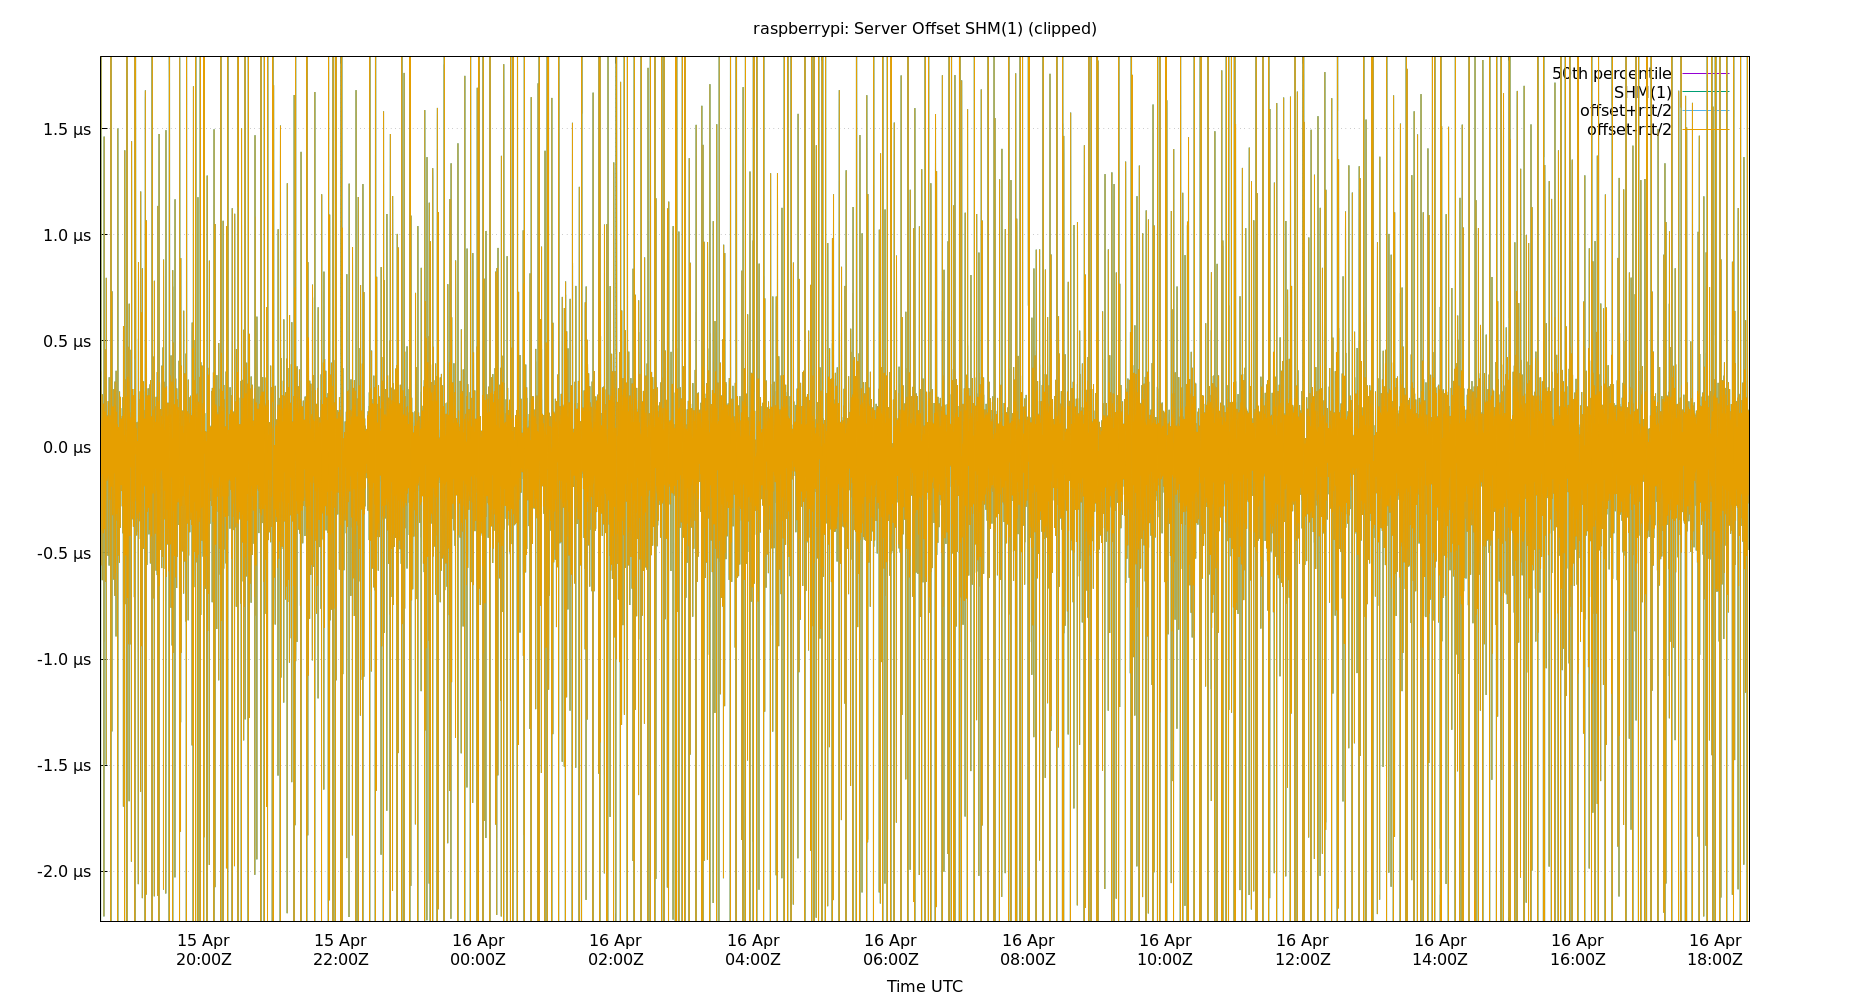 raspberrypi: Server Offset SHM(1) (clipped)
50th percentile
SHM(1)
offset+rtt/2
offset-rtt/2
1.5 µs
1.0 µs
0.5 µs
0.0 µs
-0.5 µs
-1.0 µs
-1.5 µs
-2.0 µs
15 Apr 15 Apr 16 Apr 16 Apr 16 Apr 16 Apr 16 Apr 16 Apr 16 Apr 16 Apr 16 Apr 16 Apr
20:00Z 22:00Z 00:00Z 02:00Z 04:00Z 06:00Z 08:00Z 10:00Z 12:00Z 14:00Z 16:00Z 18:00Z
Time UTC